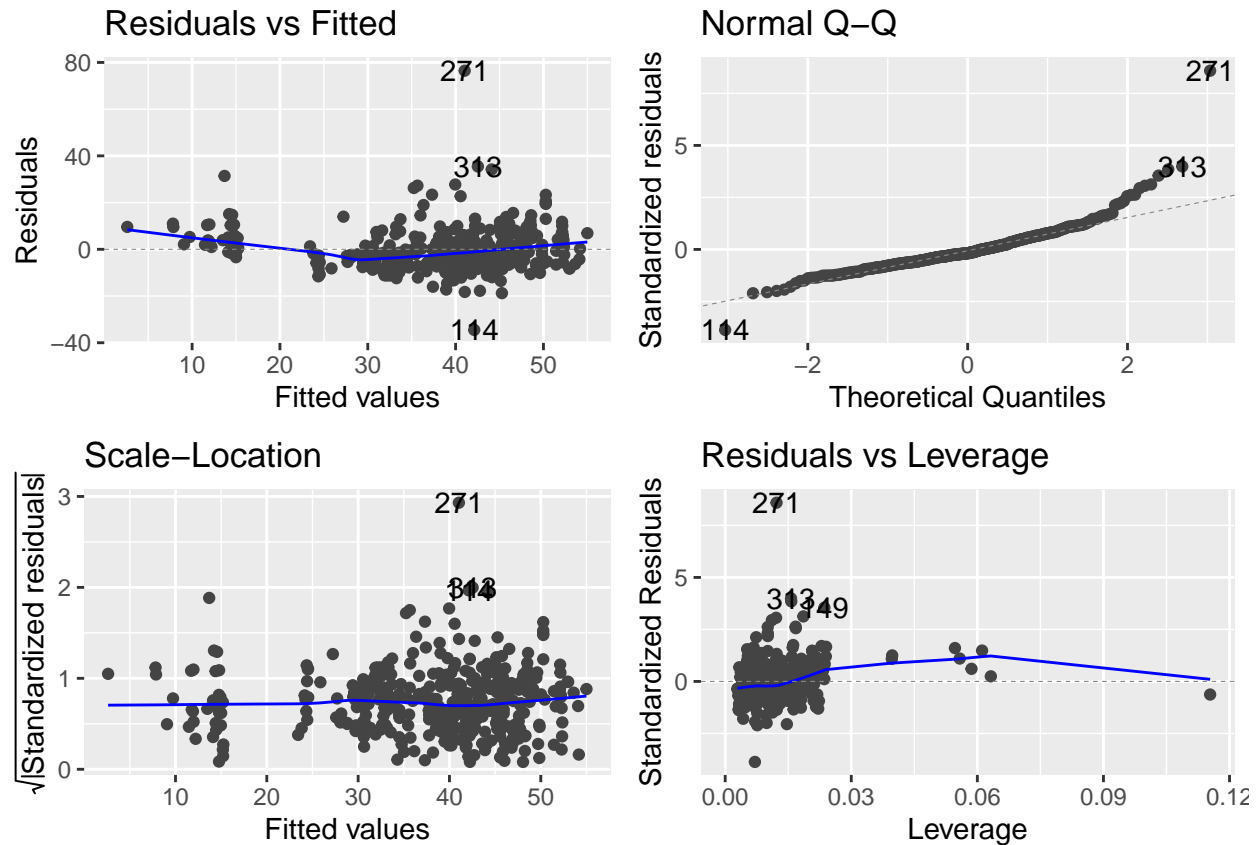 Residuals vs Fitted
Residuals
80
40
0
−40
271
313
114
10 20 30 40 50
Fitted values
Normal Q−Q
Standardized residuals
5
0
271
313
114
−2 0 2
Theoretical Quantiles
Scale−Location
√|Standardized residuals|
3
2
1
0
271
313
114
10 20 30 40 50
Fitted values
Residuals vs Leverage
Standardized Residuals
5
0
271
313
149
0.00 0.03 0.06 0.09 0.12
Leverage